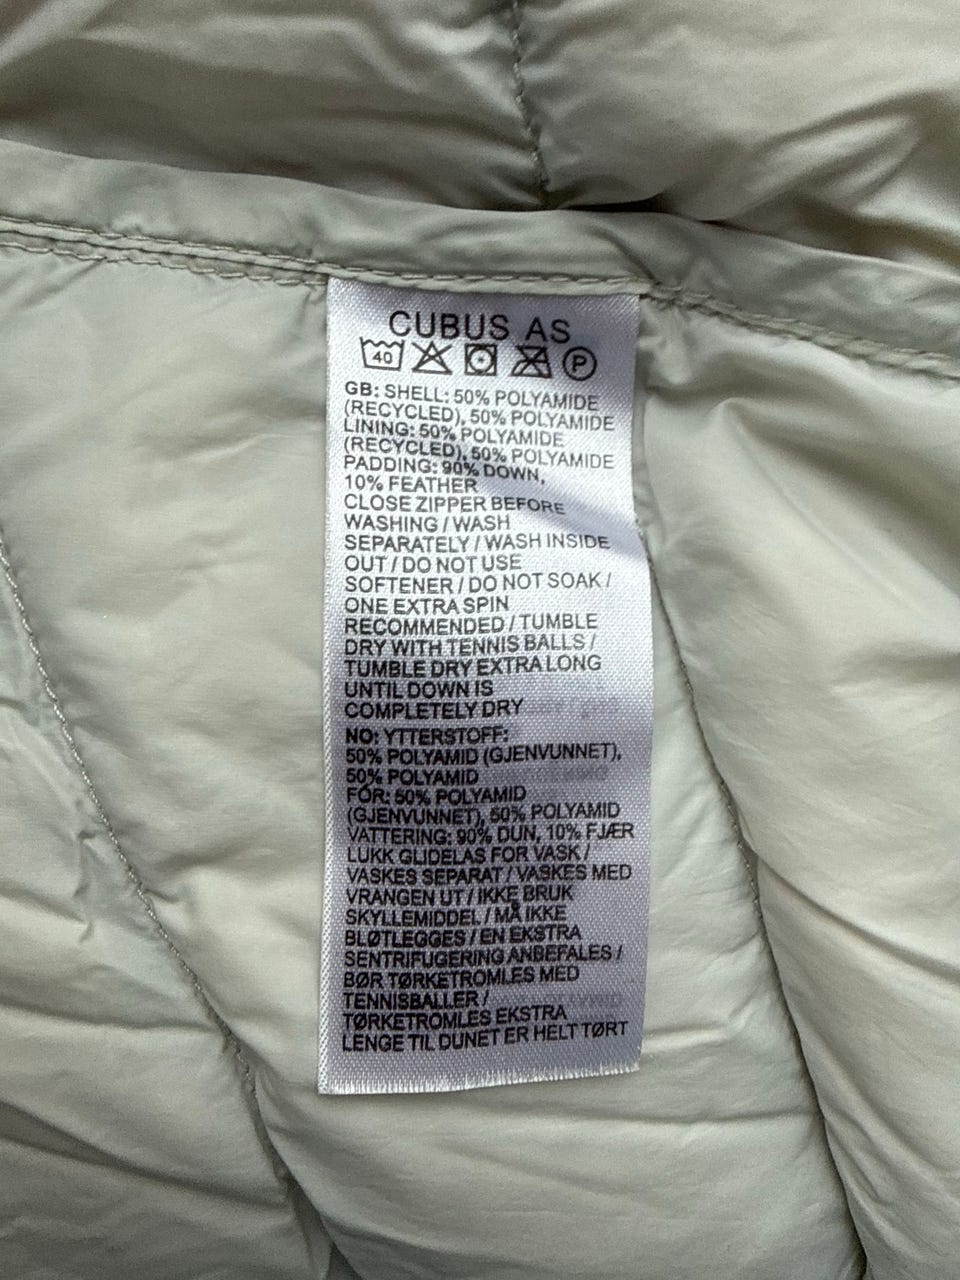 CUBUS AS
40 P
GB: SHELL: 50% POLYAMIDE
(RECYCLED), 50% POLYAMIDE
LINING: 50% POLYAMIDE
(RECYCLED), 50% POLYAMIDE
PADDING: 90% DOWN,
10% FEATHER
CLOSE ZIPPER BEFORE
WASHING / WASH
SEPARATELY / WASH INSIDE
OUT / DO NOT USE
SOFTENER / DO NOT SOAK /
ONE EXTRA SPIN
RECOMMENDED / TUMBLE
DRY WITH TENNIS BALLS /
TUMBLE DRY EXTRA LONG
UNTIL DOWN IS
COMPLETELY DRY
NO: YTTERSTOFF:
50% POLYAMID (GJENVUNNET),
50% POLYAMID
FÓR: 50% POLYAMID
(GJENVUNNET), 50% POLYAMID
VATTERING: 90% DUN, 10% FJÆR
LUKK GLIDELAS FOR VASK /
VASKES SEPARAT / VASKES MED
VRANGEN UT / IKKE BRUK
SKYLLEMIDDEL / MÅ IKKE
BLØTLEGGES / EN EKSTRA
SENTRIFUGERING ANBEFALES /
BØR TØRKETROMLES MED
TENNISBALLER /
TØRKETROMLES EKSTRA
LENGE TIL DUNET ER HELT TØRT